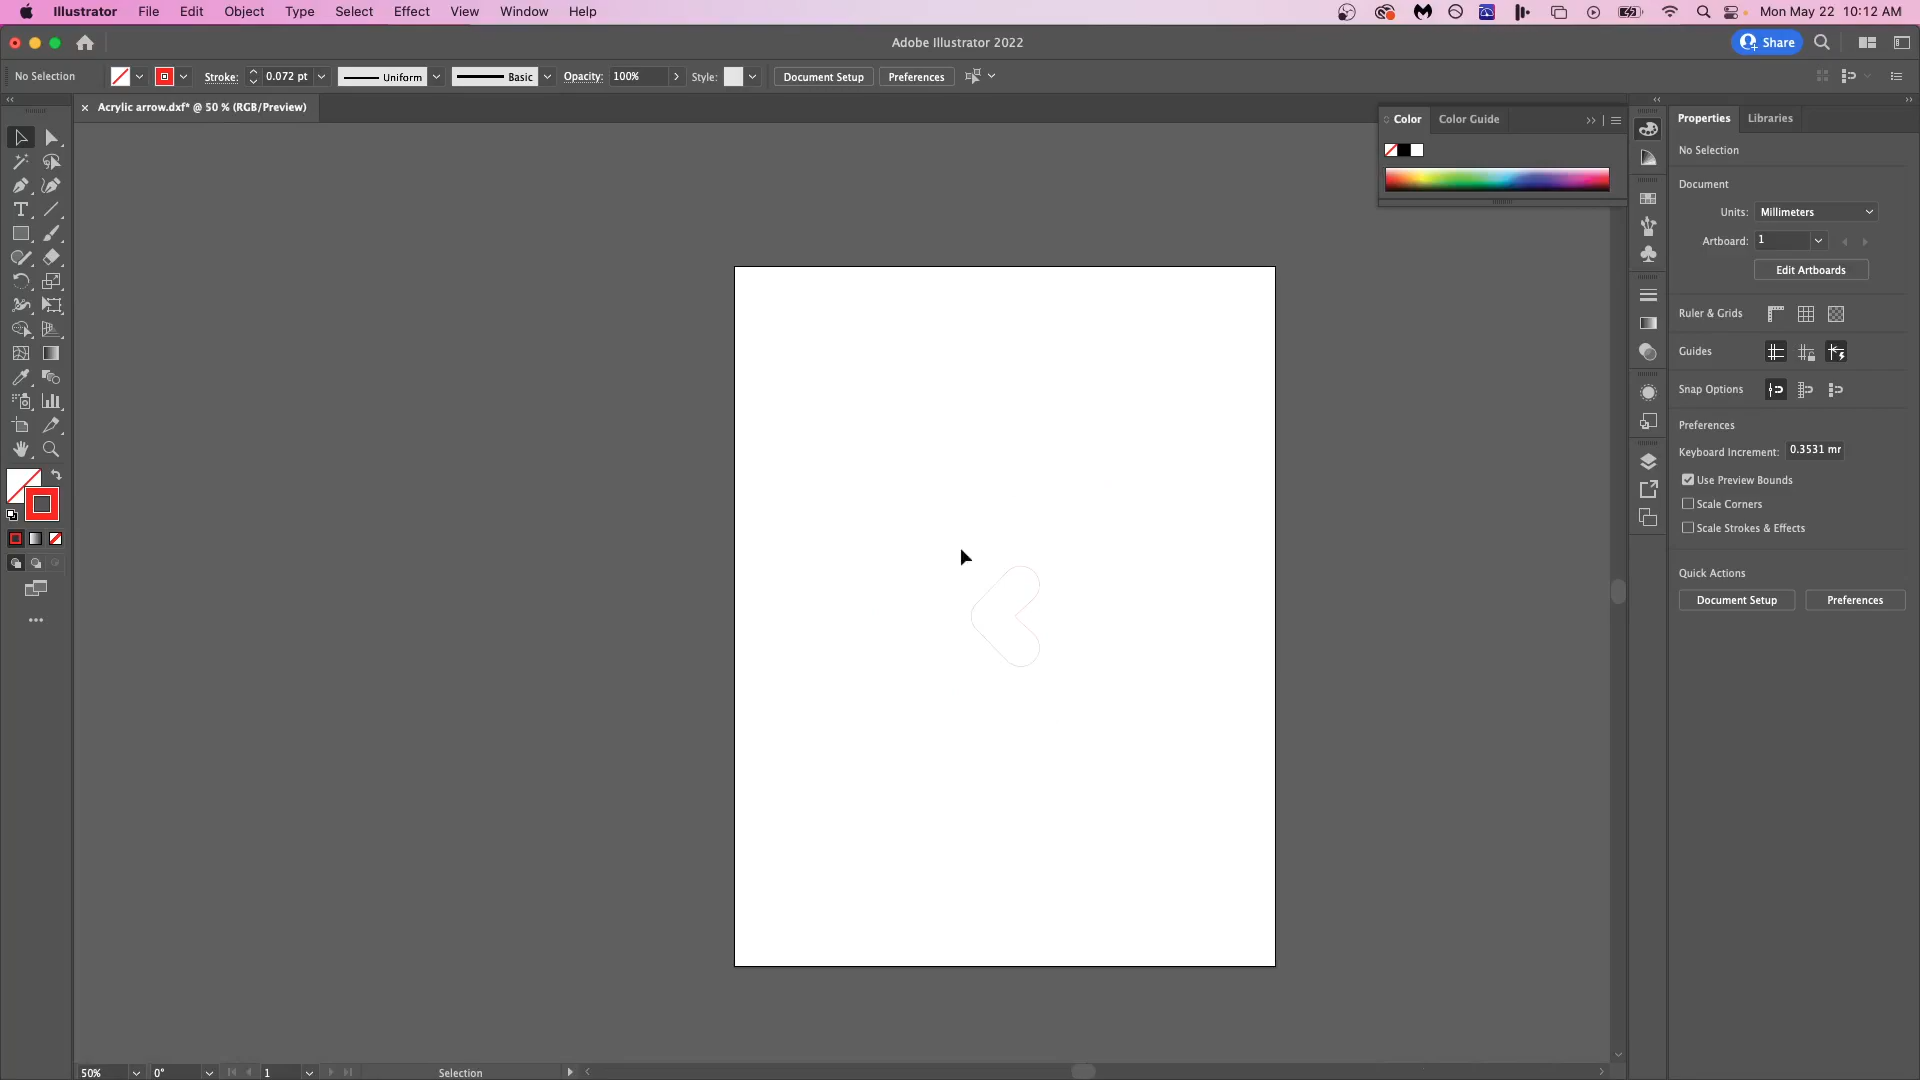 Illustrator File Edit Object Type Select Effect View Window Help
Mon May 22 10:12 AM
Adobe Illustrator 2022
Share
No Selection
Stroke: 0.072 pt Uniform Basic Opacity: 100% Style: Document Setup Preferences
Acrylic arrow.dxf* @ 50 % (RGB/Preview)
Color Color Guide
Properties Libraries
No Selection
Document
Units: Millimeters
Artboard: 1
Edit Artboards
Ruler & Grids
Guides
Snap Options
Preferences
Keyboard Increment: 0.3531 mr
Use Preview Bounds
Scale Corners
Scale Strokes & Effects
Quick Actions
Document Setup Preferences
50% 0° 1 Selection